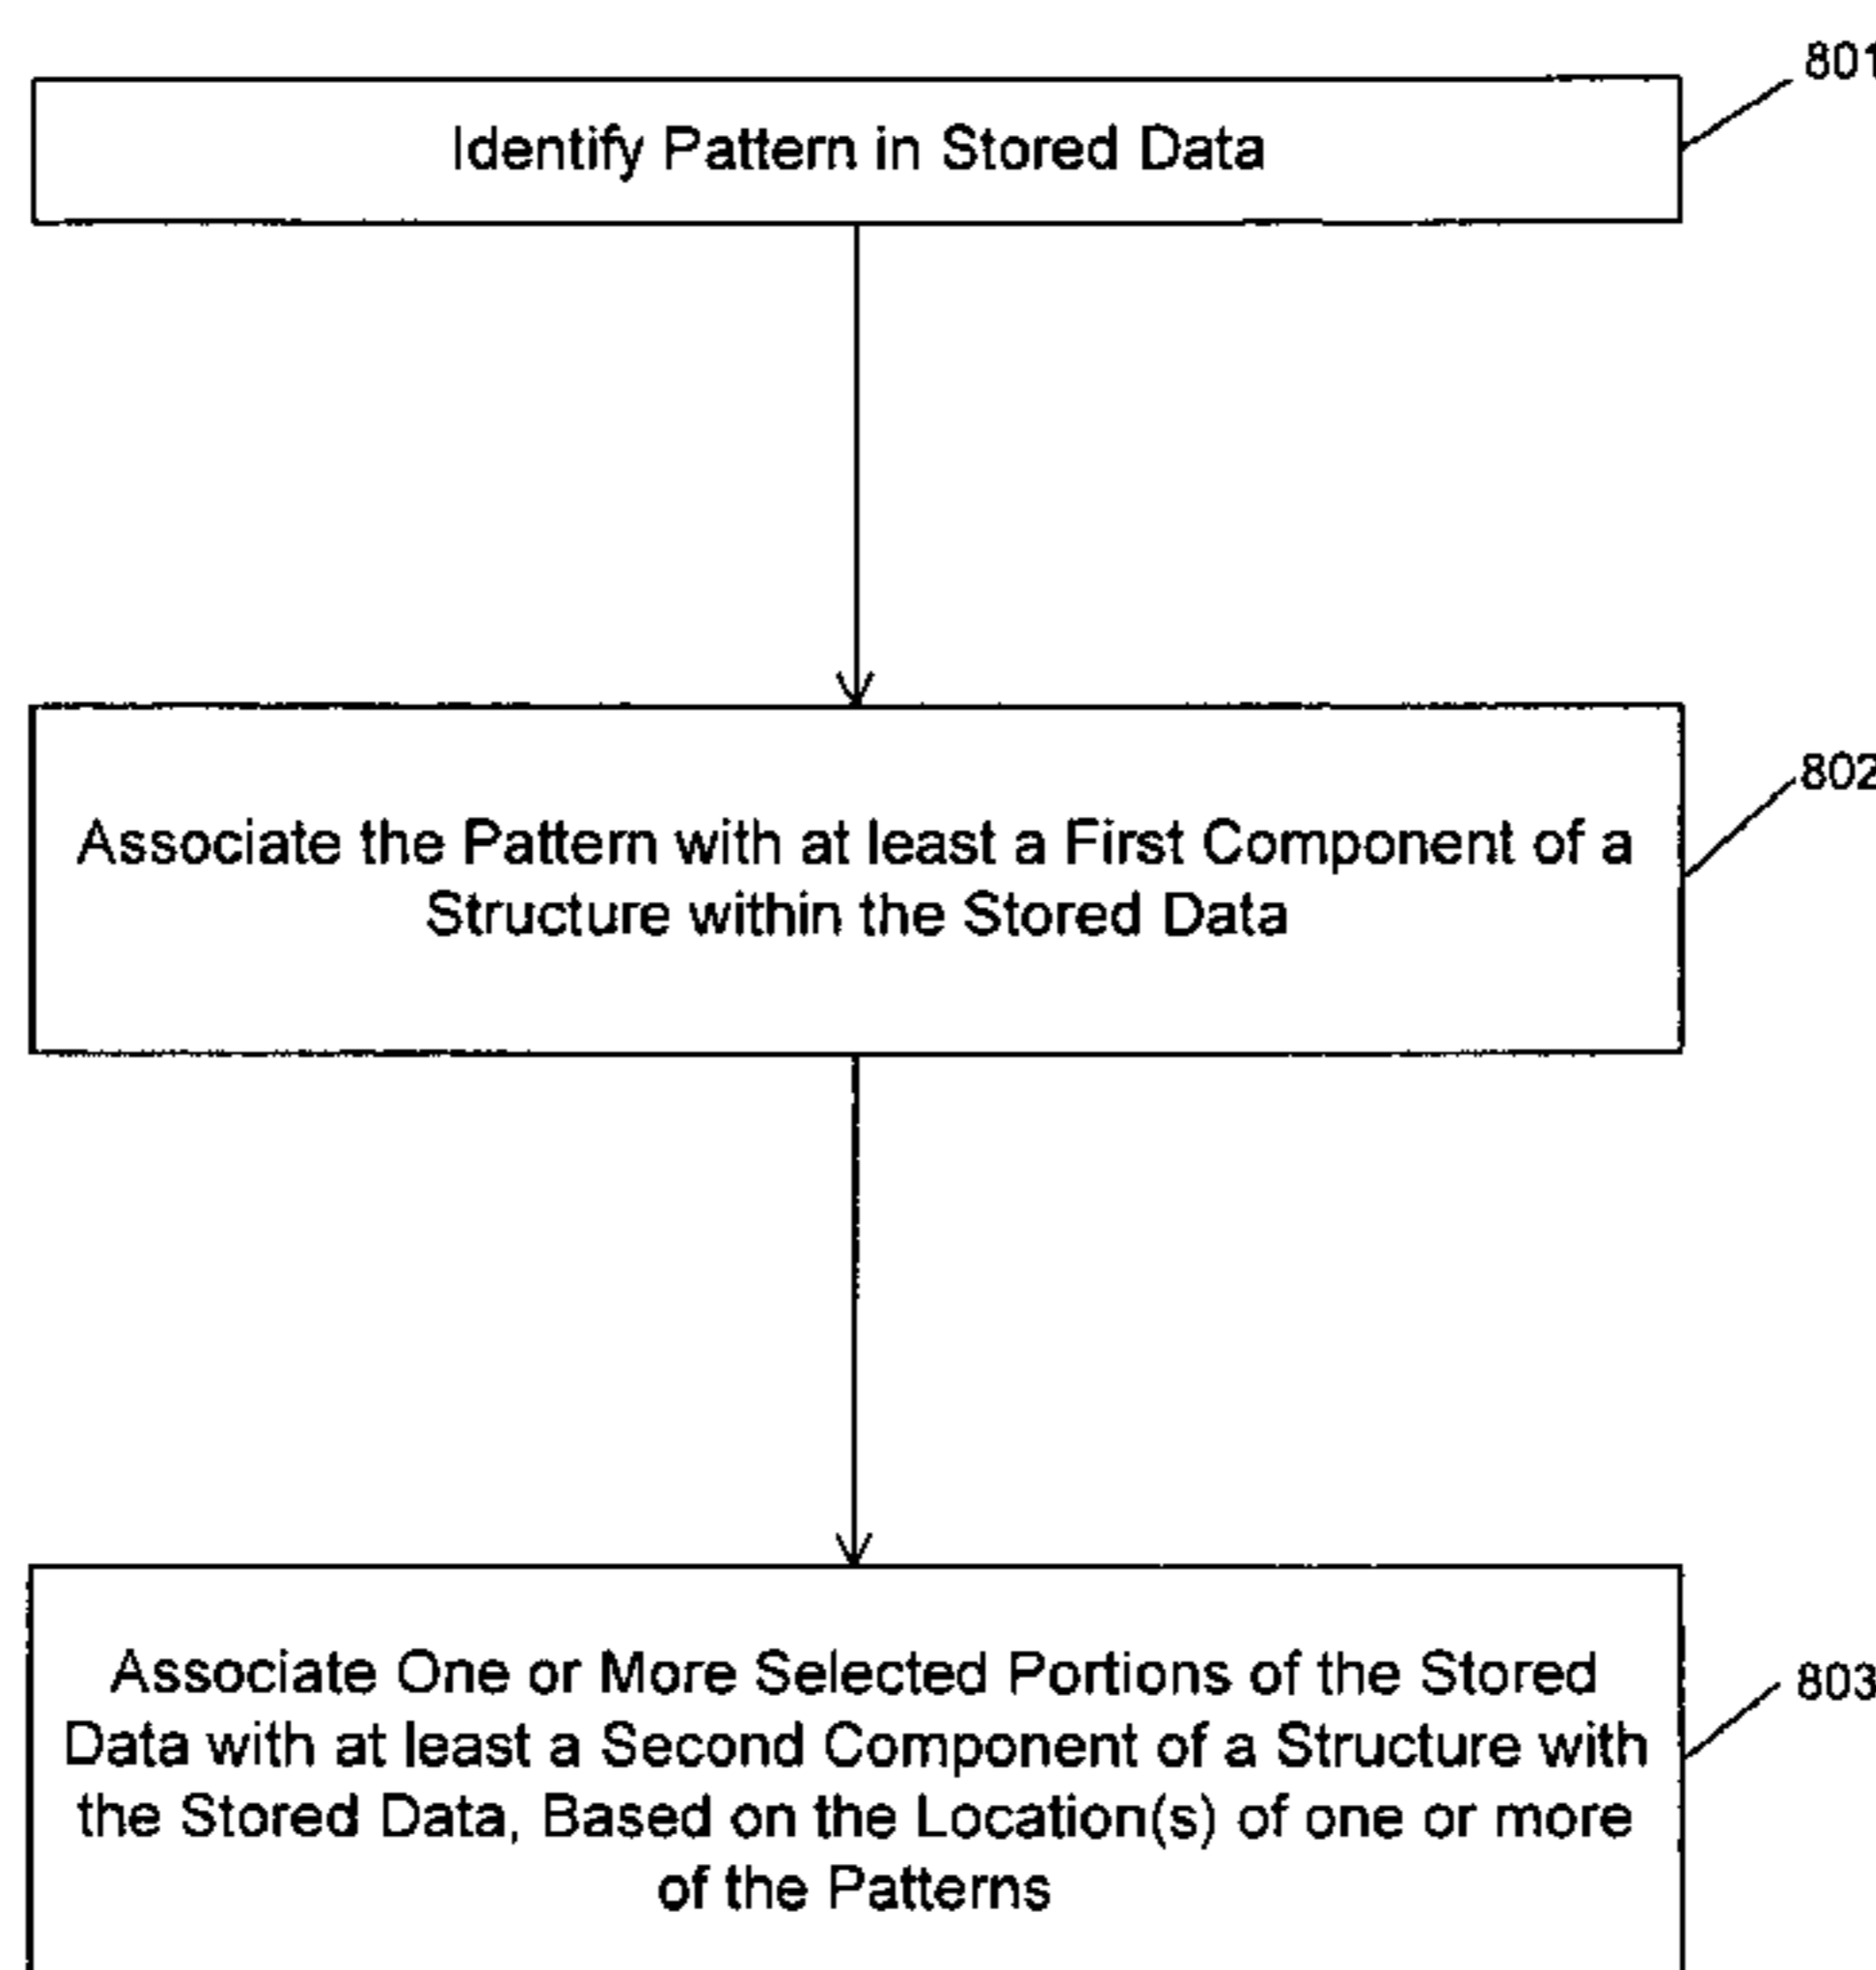 801
Identify Pattern in Stored Data
802
Associate the Pattern with at least a First Component of a
Structure within the Stored Data
803
Associate One or More Selected Portions of the Stored
Data with at least a Second Component of a Structure with
the Stored Data, Based on the Location(s) of one or more
of the Patterns